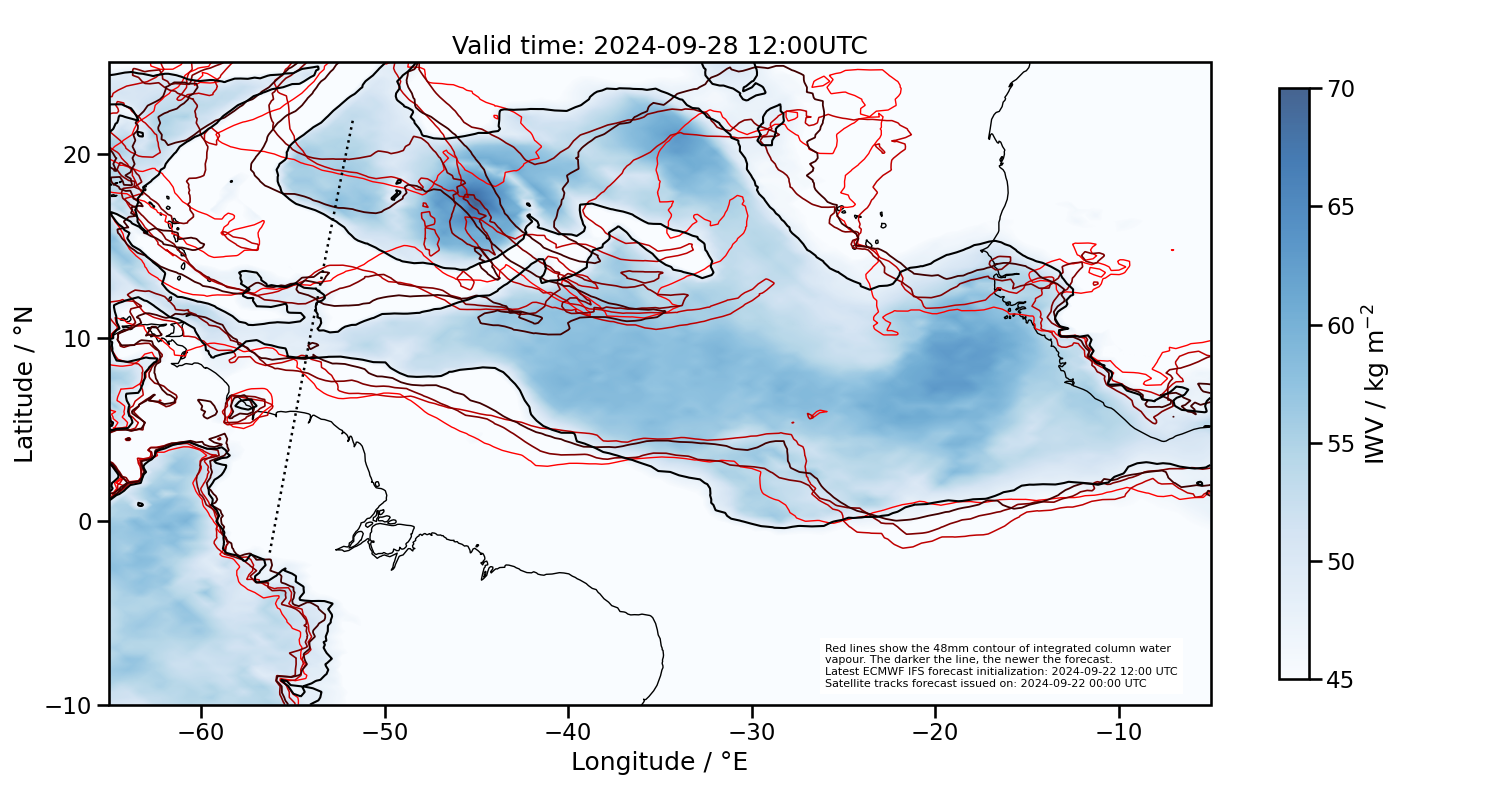 Valid time: 2024-09-28 12:00UTC
20
10
0
−10
Latitude / °N
−60
−50
−40
−30
−20
−10
Longitude / °E
70
65
60
55
50
45
IWV / kg m⁻²
Red lines show the 48mm contour of integrated column water
vapour. The darker the line, the newer the forecast.
Latest ECMWF IFS forecast initialization: 2024-09-22 12:00 UTC
Satellite tracks forecast issued on: 2024-09-22 00:00 UTC